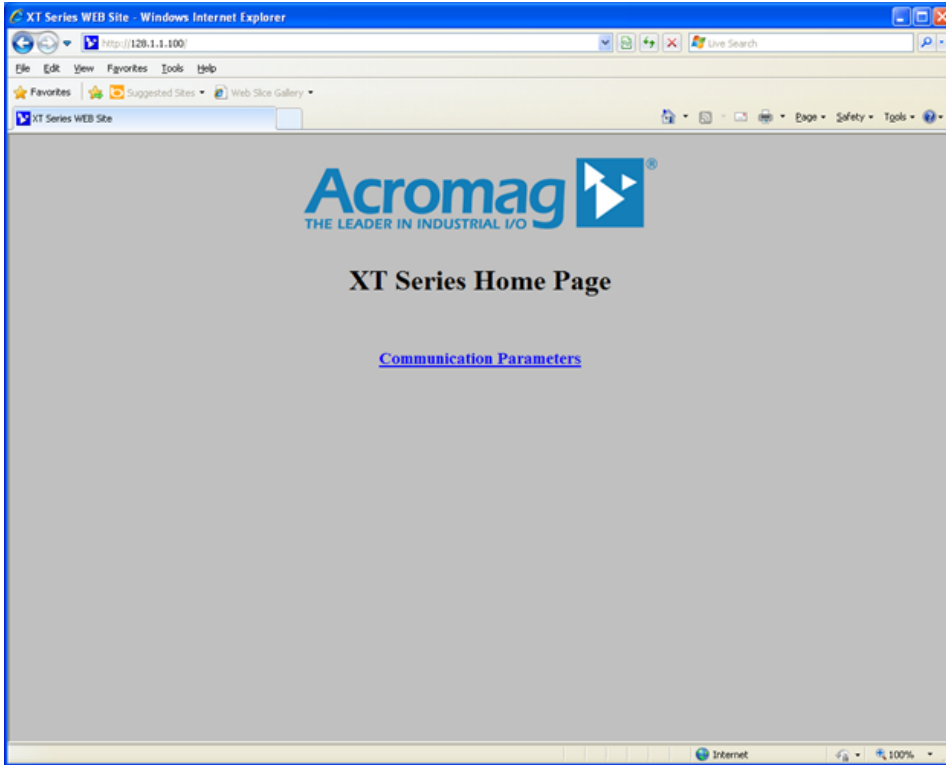 XT Series WEB Site - Windows Internet Explorer
http://128.1.1.100/
Live Search
File Edit View Favorites Tools Help
Favorites Suggested Sites Web Slice Gallery
XT Series WEB Site
Page Safety Tools
Acromag ®
THE LEADER IN INDUSTRIAL I/O
XT Series Home Page
Communication Parameters
Internet 100%